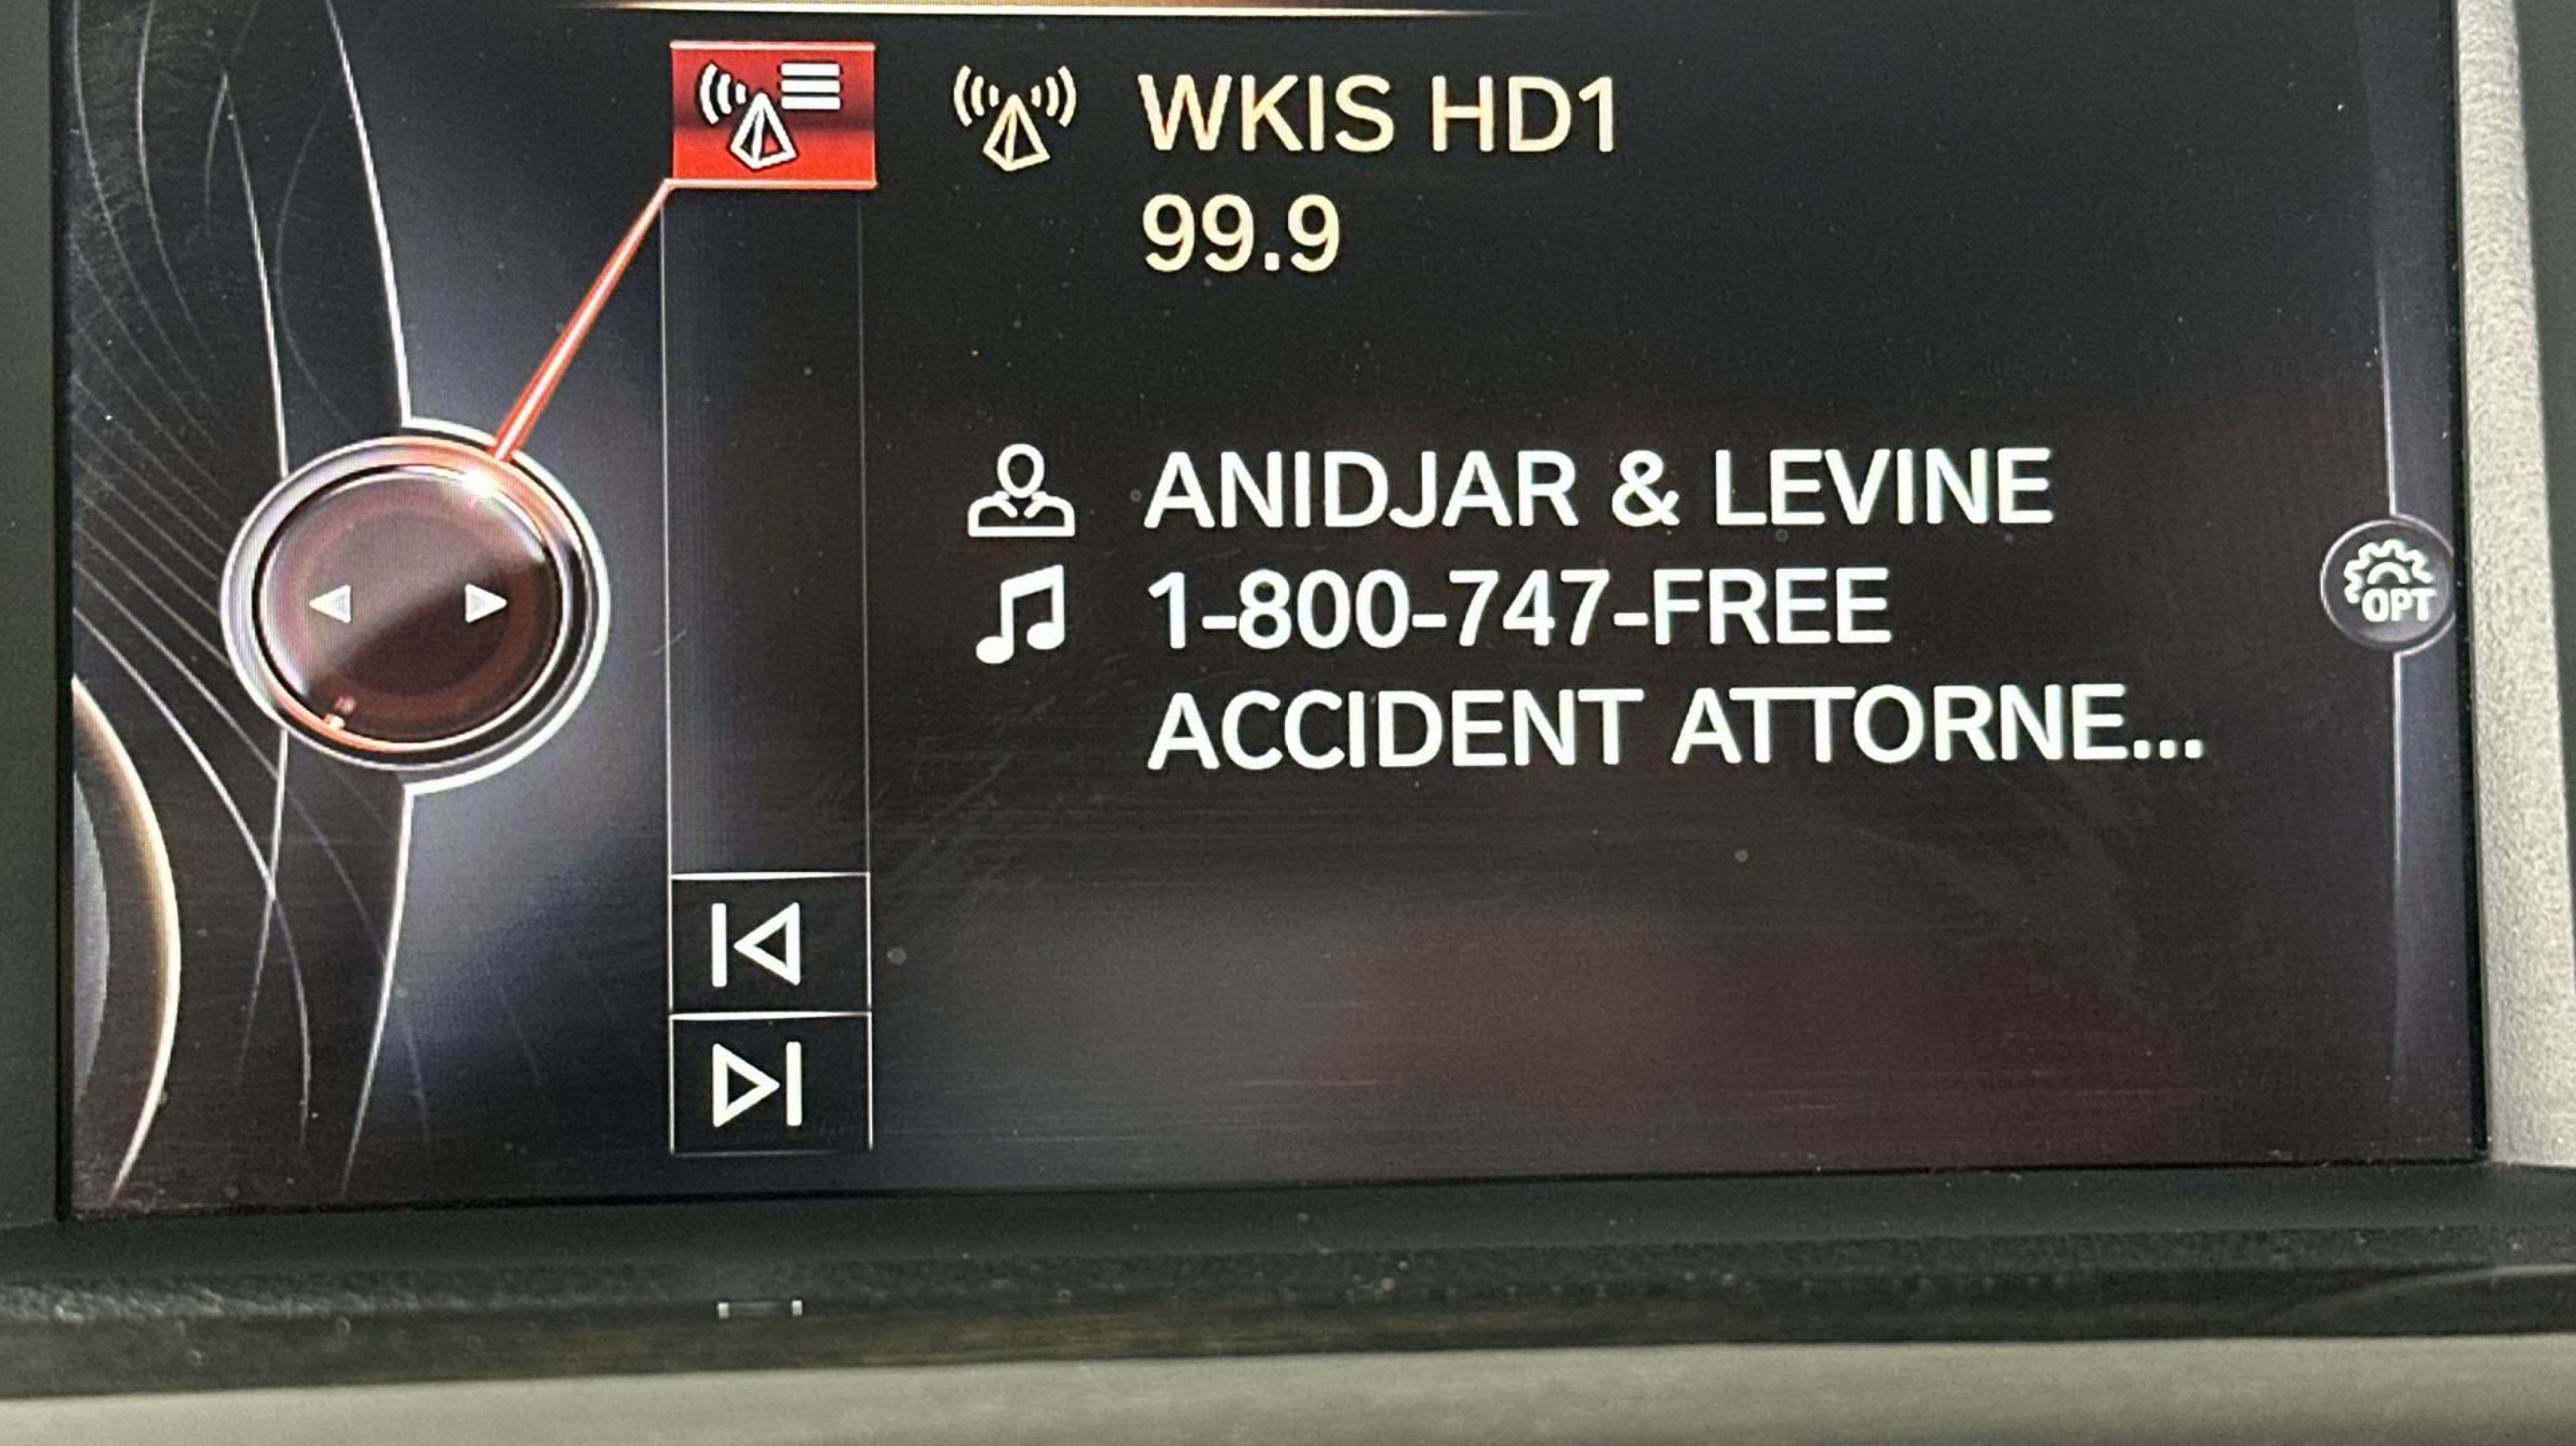 WKIS HD1
99.9
ANIDJAR & LEVINE
1-800-747-FREE
ACCIDENT ATTORNE...
OPT